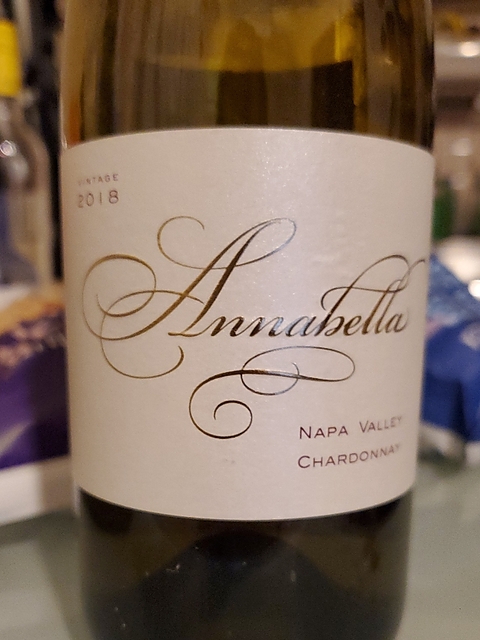 VINTAGE
2018
Annabella
NAPA VALLEY
CHARDONNAY